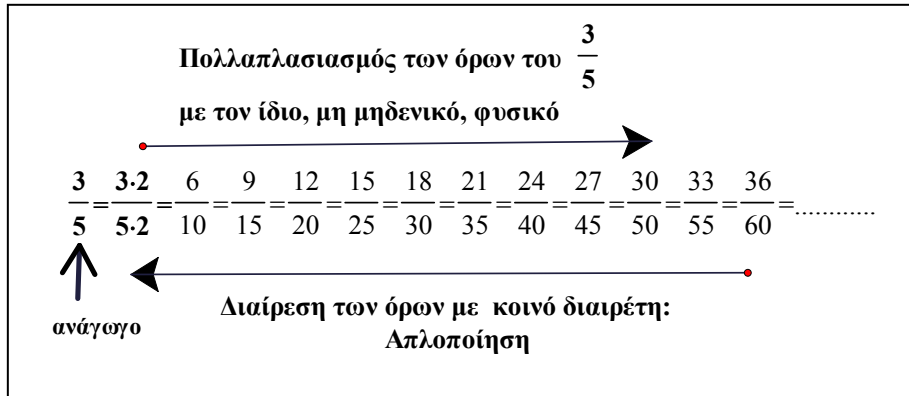 Πολλαπλασιασμός των όρων του 3/5
με τον ίδιο, μη μηδενικό, φυσικό
3/5 = 3·2/5·2 = 6/10 = 9/15 = 12/20 = 15/25 = 18/30 = 21/35 = 24/40 = 27/45 = 30/50 = 33/55 = 36/60 = ............
ανάγωγο
Διαίρεση των όρων με κοινό διαιρέτη:
Απλοποίηση